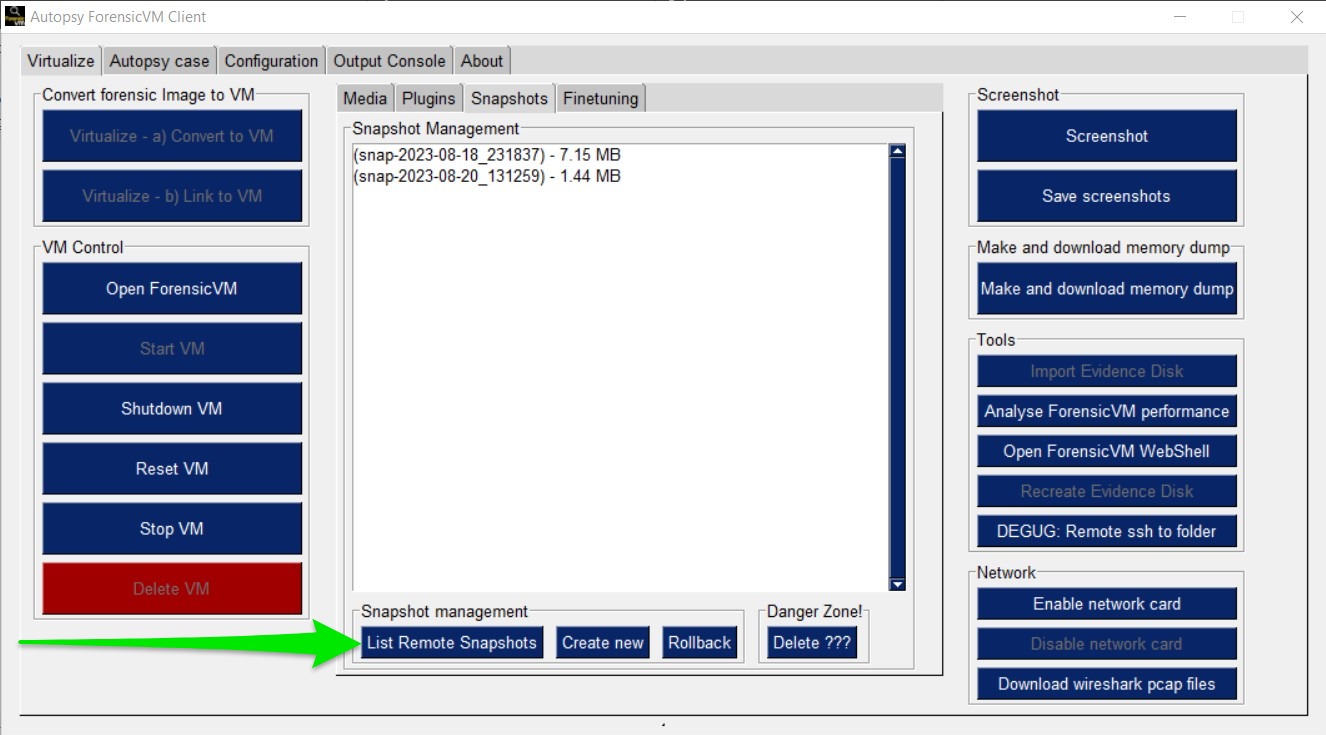 Autopsy ForensicVM Client
Virtualize Autopsy case Configuration Output Console About
Convert forensic Image to VM
Virtualize - a) Convert to VM
Virtualize - b) Link to VM
VM Control
Open ForensicVM
Start VM
Shutdown VM
Reset VM
Stop VM
Delete VM
Media Plugins Snapshots Finetuning
Snapshot Management
(snap-2023-08-18_231837) - 7.15 MB
(snap-2023-08-20_131259) - 1.44 MB
Snapshot management
List Remote Snapshots Create new Rollback
Danger Zone!
Delete ???
Screenshot
Screenshot
Save screenshots
Make and download memory dump
Make and download memory dump
Tools
Import Evidence Disk
Analyse ForensicVM performance
Open ForensicVM WebShell
Recreate Evidence Disk
DEGUG: Remote ssh to folder
Network
Enable network card
Disable network card
Download wireshark pcap files